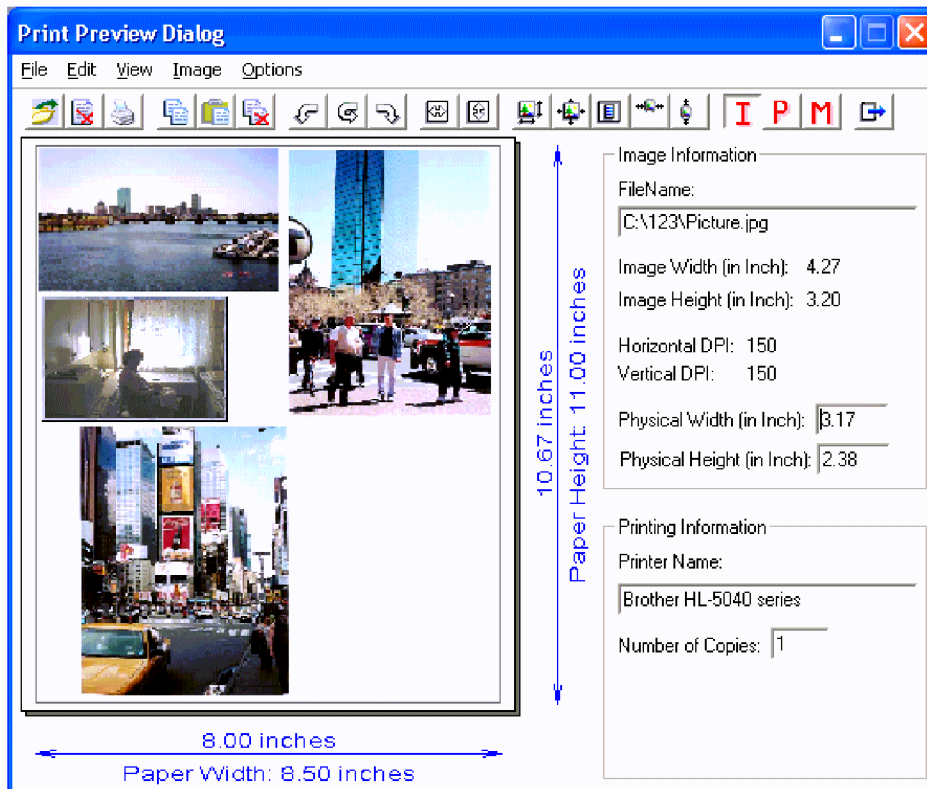 Print Preview Dialog
File Edit View Image Options
I P M
Image Information
FileName:
C:\123\Picture.jpg
Image Width (in Inch): 4.27
Image Height (in Inch): 3.20
Horizontal DPI: 150
Vertical DPI: 150
Physical Width (in Inch): 3.17
Physical Height (in Inch): 2.38
10.67 inches
Paper Height: 11.00 inches
Printing Information
Printer Name:
Brother HL-5040 series
Number of Copies: 1
8.00 inches
Paper Width: 8.50 inches